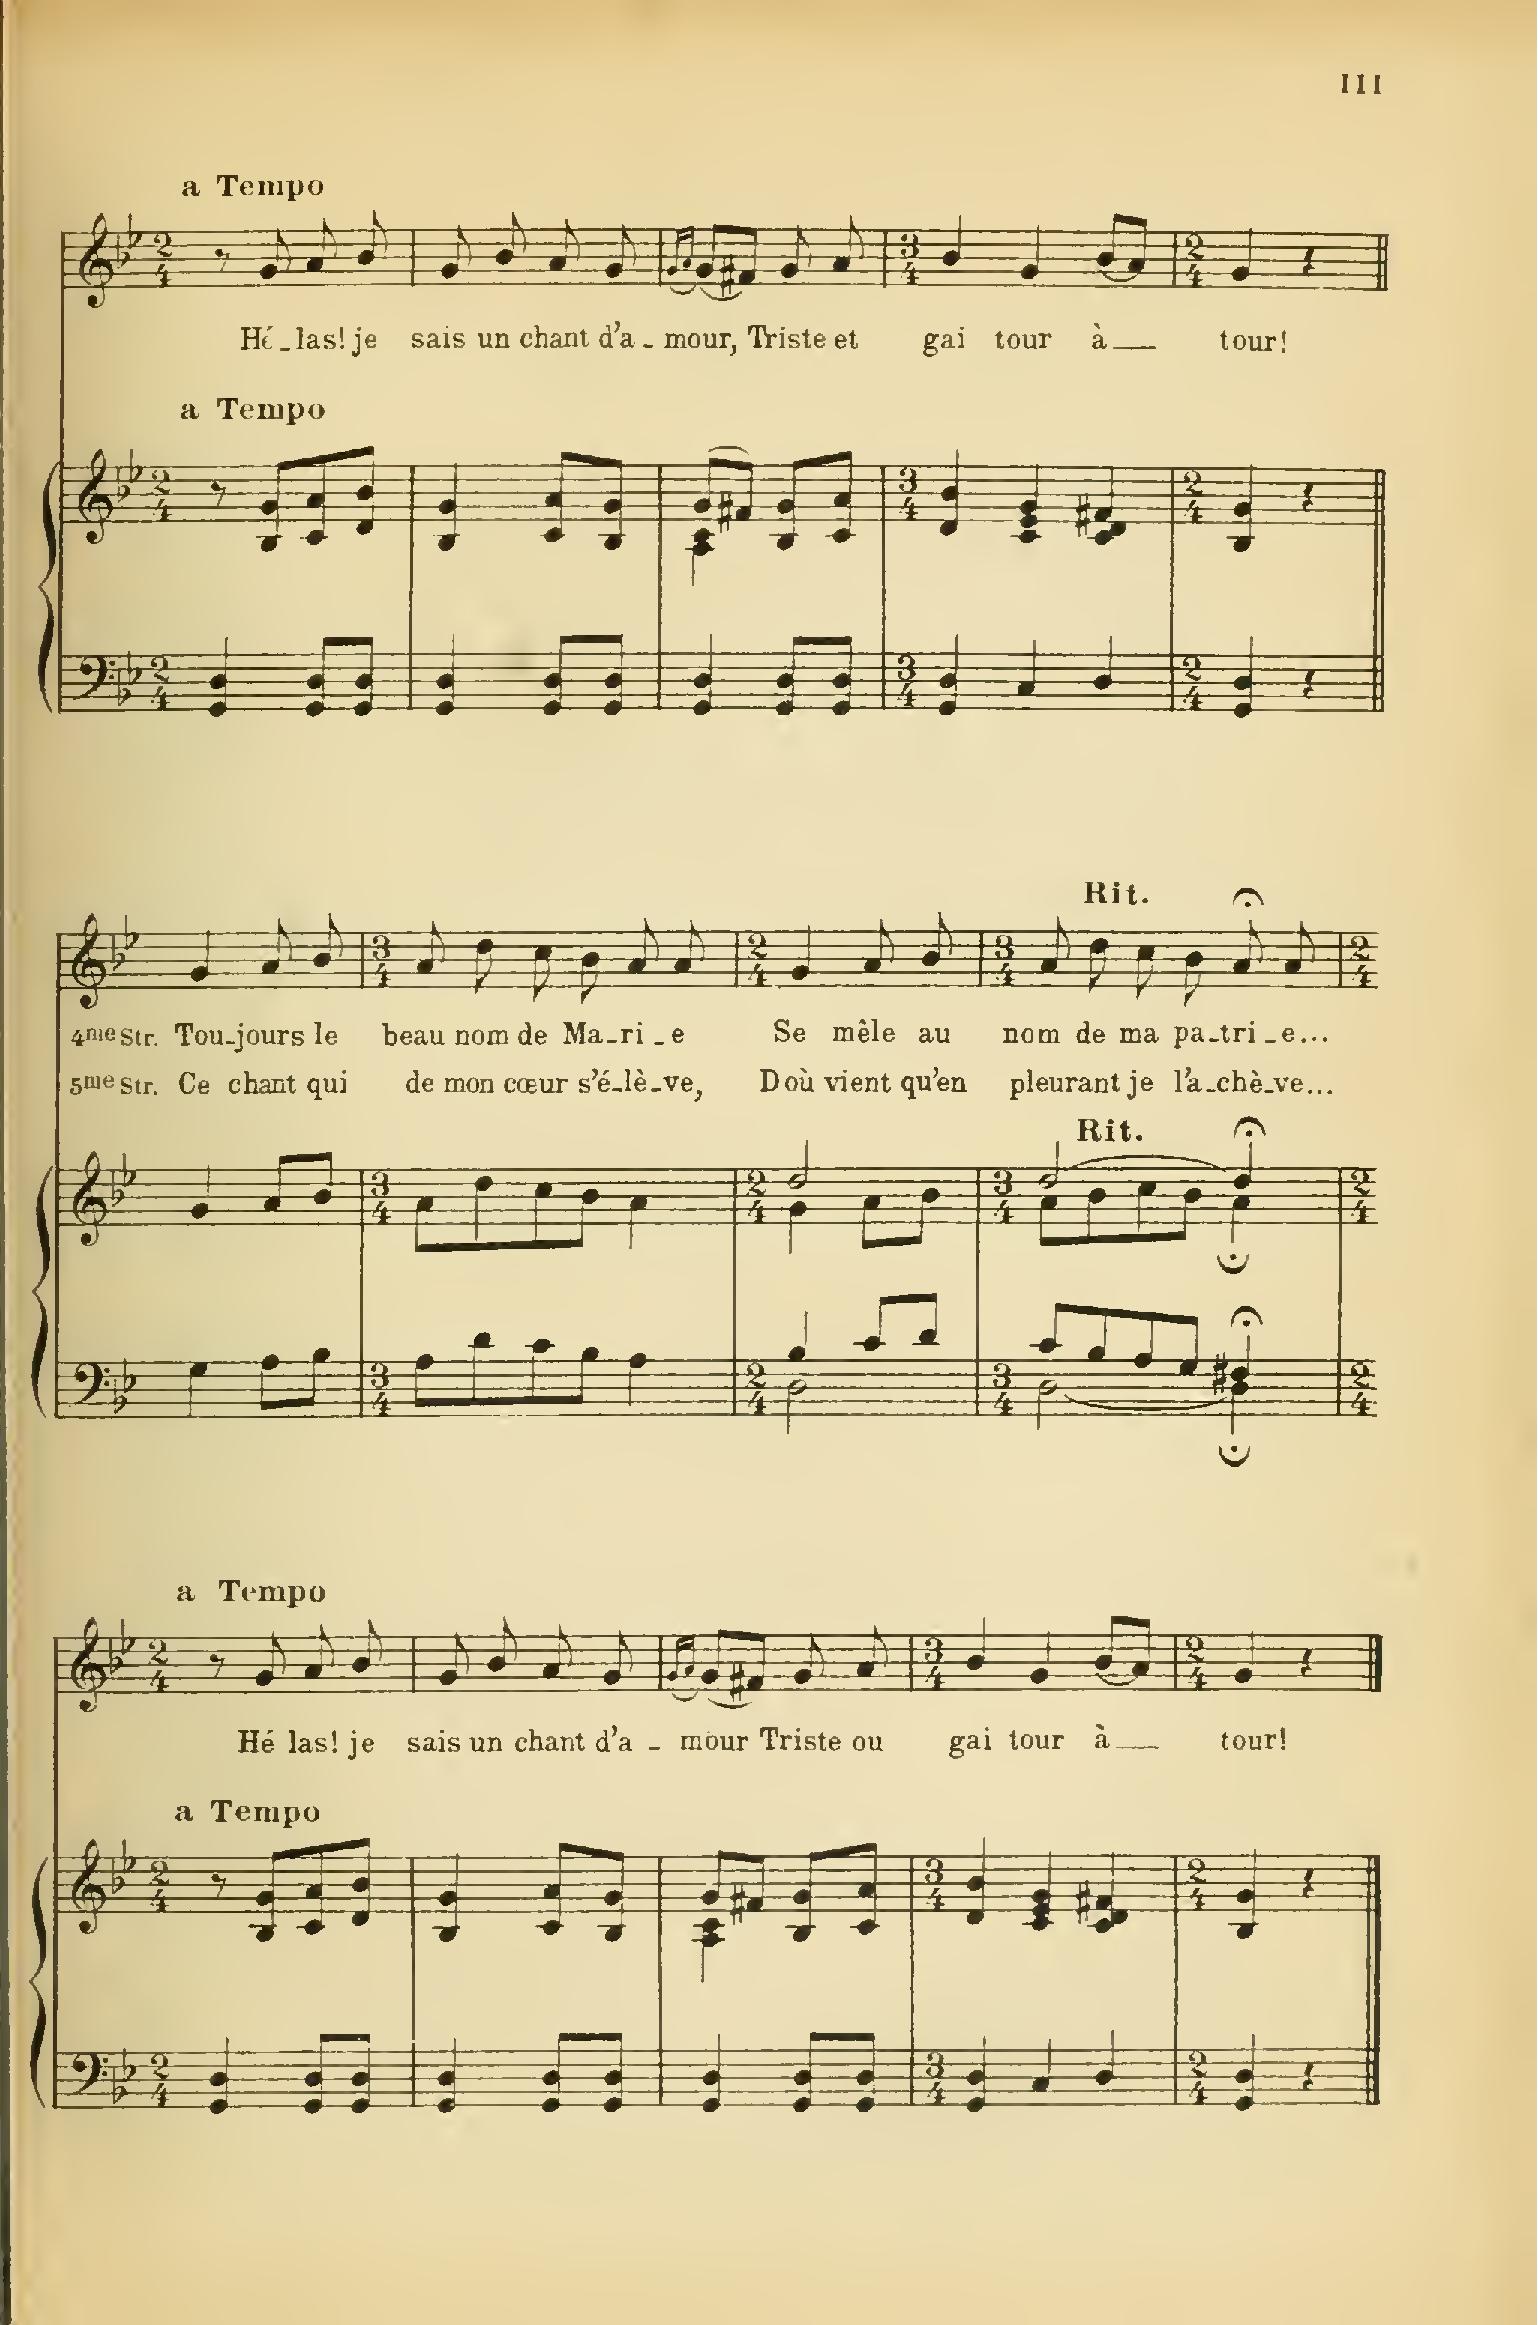 III
a Tempo
Hé_las! je sais un chant d'a_mour, Triste et gai tour à__ tour!
a Tempo
Rit.
4me Str. Tou_jours le beau nom de Ma_ri_e Se mêle au nom de ma pa_tri_e...
5me Str. Ce chant qui de mon cœur s'é_lè_ve, Doù vient qu'en pleurant je l'a_chè_ve...
Rit.
a Tempo
Hé las! je sais un chant d'a_mour Triste ou gai tour à__ tour!
a Tempo